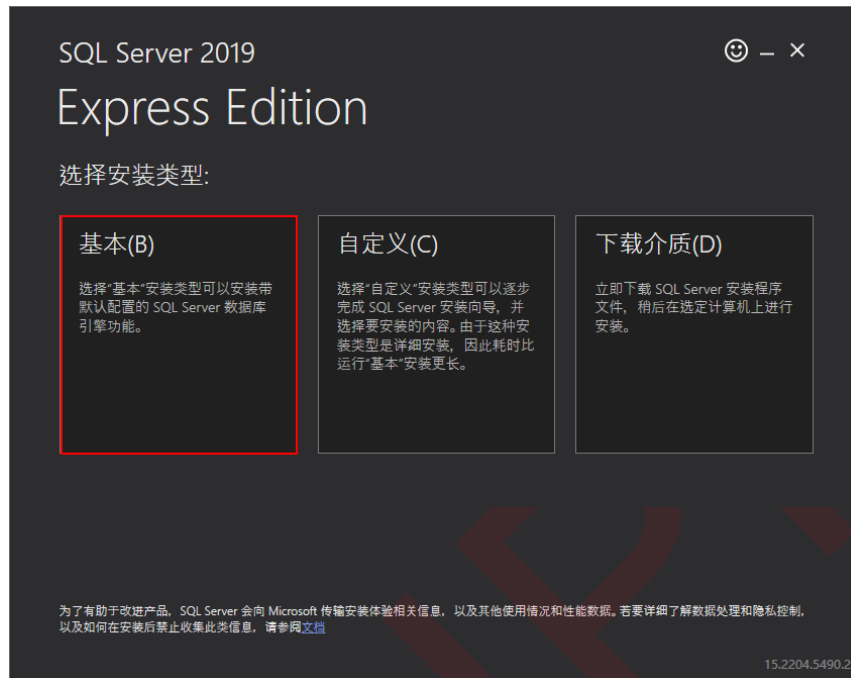 SQL Server 2019
Express Edition
选择安装类型:
基本(B)
选择“基本”安装类型可以安装带
默认配置的 SQL Server 数据库
引擎功能。
自定义(C)
选择“自定义”安装类型可以逐步
完成 SQL Server 安装向导，并
选择要安装的内容。由于这种安
装类型是详细安装，因此耗时比
运行“基本”安装更长。
下载介质(D)
立即下载 SQL Server 安装程序
文件，稍后在选定计算机上进行
安装。
为了有助于改进产品，SQL Server 会向 Microsoft 传输安装体验相关信息，以及其他使用情况和性能数据。若要详细了解数据处理和隐私控制，
以及如何在安装后禁止收集此类信息，请参阅文档
15.2204.5490.2